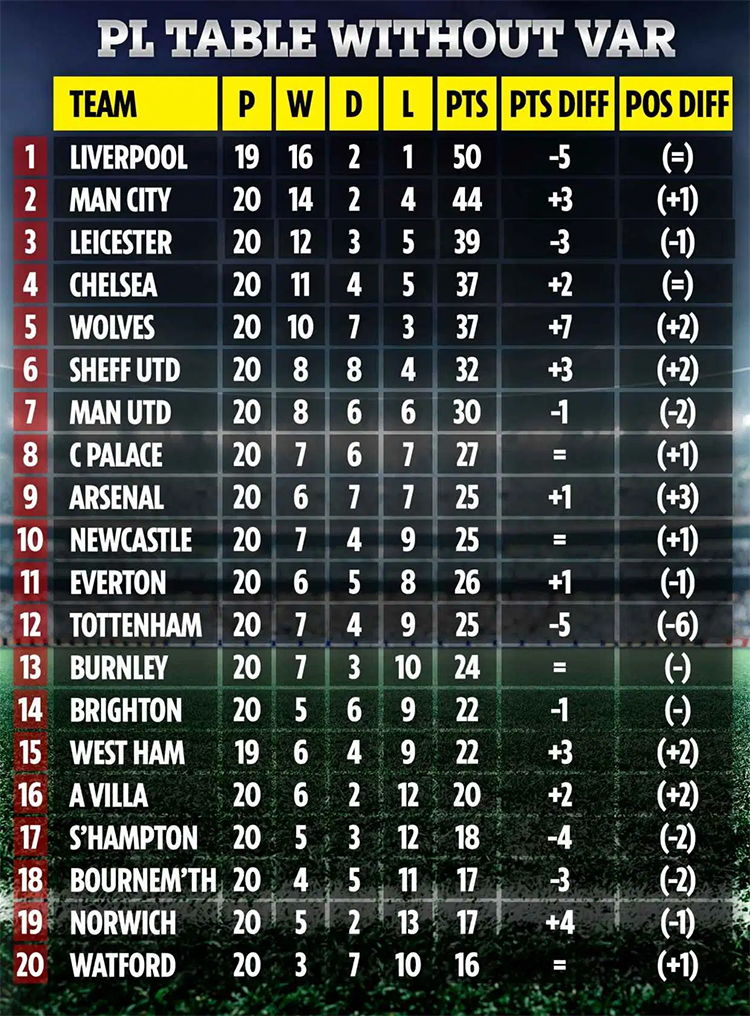 PL TABLE WITHOUT VAR
TEAM P W D L PTS PTS DIFF POS DIFF
1 LIVERPOOL 19 16 2 1 50 -5 (=)
2 MAN CITY 20 14 2 4 44 +3 (+1)
3 LEICESTER 20 12 3 5 39 -3 (-1)
4 CHELSEA 20 11 4 5 37 +2 (=)
5 WOLVES 20 10 7 3 37 +7 (+2)
6 SHEFF UTD 20 8 8 4 32 +3 (+2)
7 MAN UTD 20 8 6 6 30 -1 (-2)
8 C PALACE 20 7 6 7 27 = (+1)
9 ARSENAL 20 6 7 7 25 +1 (+3)
10 NEWCASTLE 20 7 4 9 25 = (+1)
11 EVERTON 20 6 5 8 26 +1 (-1)
12 TOTTENHAM 20 7 4 9 25 -5 (-6)
13 BURNLEY 20 7 3 10 24 = (-)
14 BRIGHTON 20 5 6 9 22 -1 (-)
15 WEST HAM 19 6 4 9 22 +3 (+2)
16 A VILLA 20 6 2 12 20 +2 (+2)
17 S'HAMPTON 20 5 3 12 18 -4 (-2)
18 BOURNEM'TH 20 4 5 11 17 -3 (-2)
19 NORWICH 20 5 2 13 17 +4 (-1)
20 WATFORD 20 3 7 10 16 = (+1)